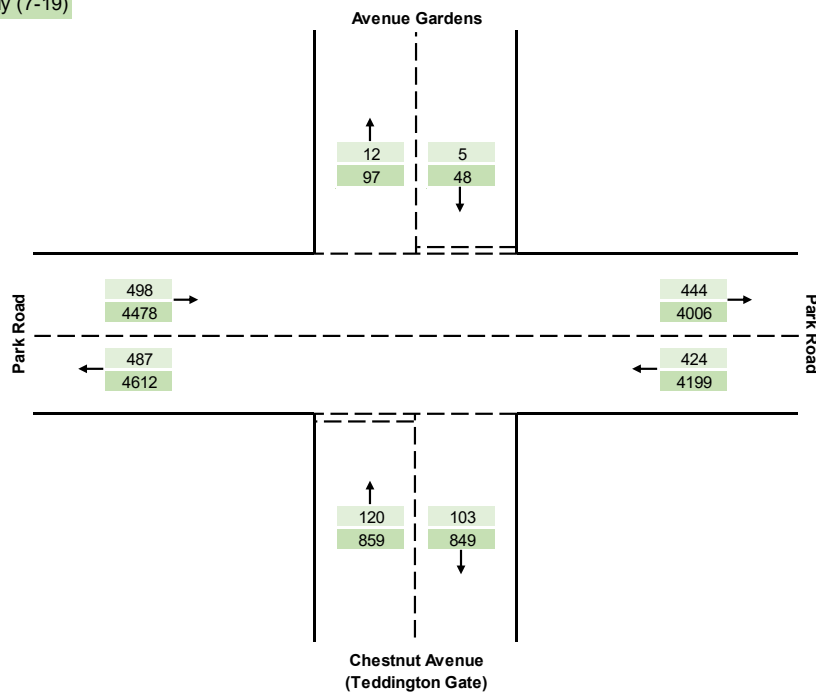 y (7-19)
Avenue Gardens
12
5
97
48
498
4478
444
4006
Park Road
Park Road
487
4612
424
4199
120
103
859
849
Chestnut Avenue
(Teddington Gate)